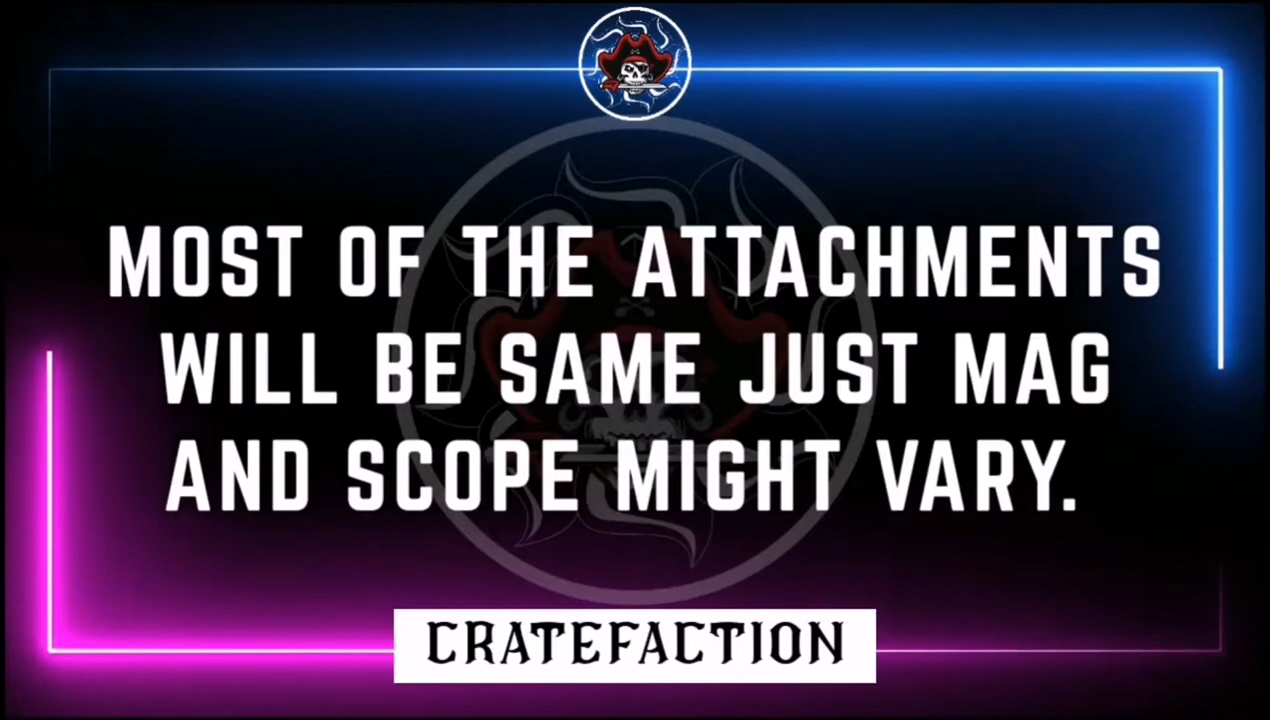 MOST OF THE ATTACHMENTS
WILL BE SAME JUST MAG
AND SCOPE MIGHT VARY.
CRATEFACTION